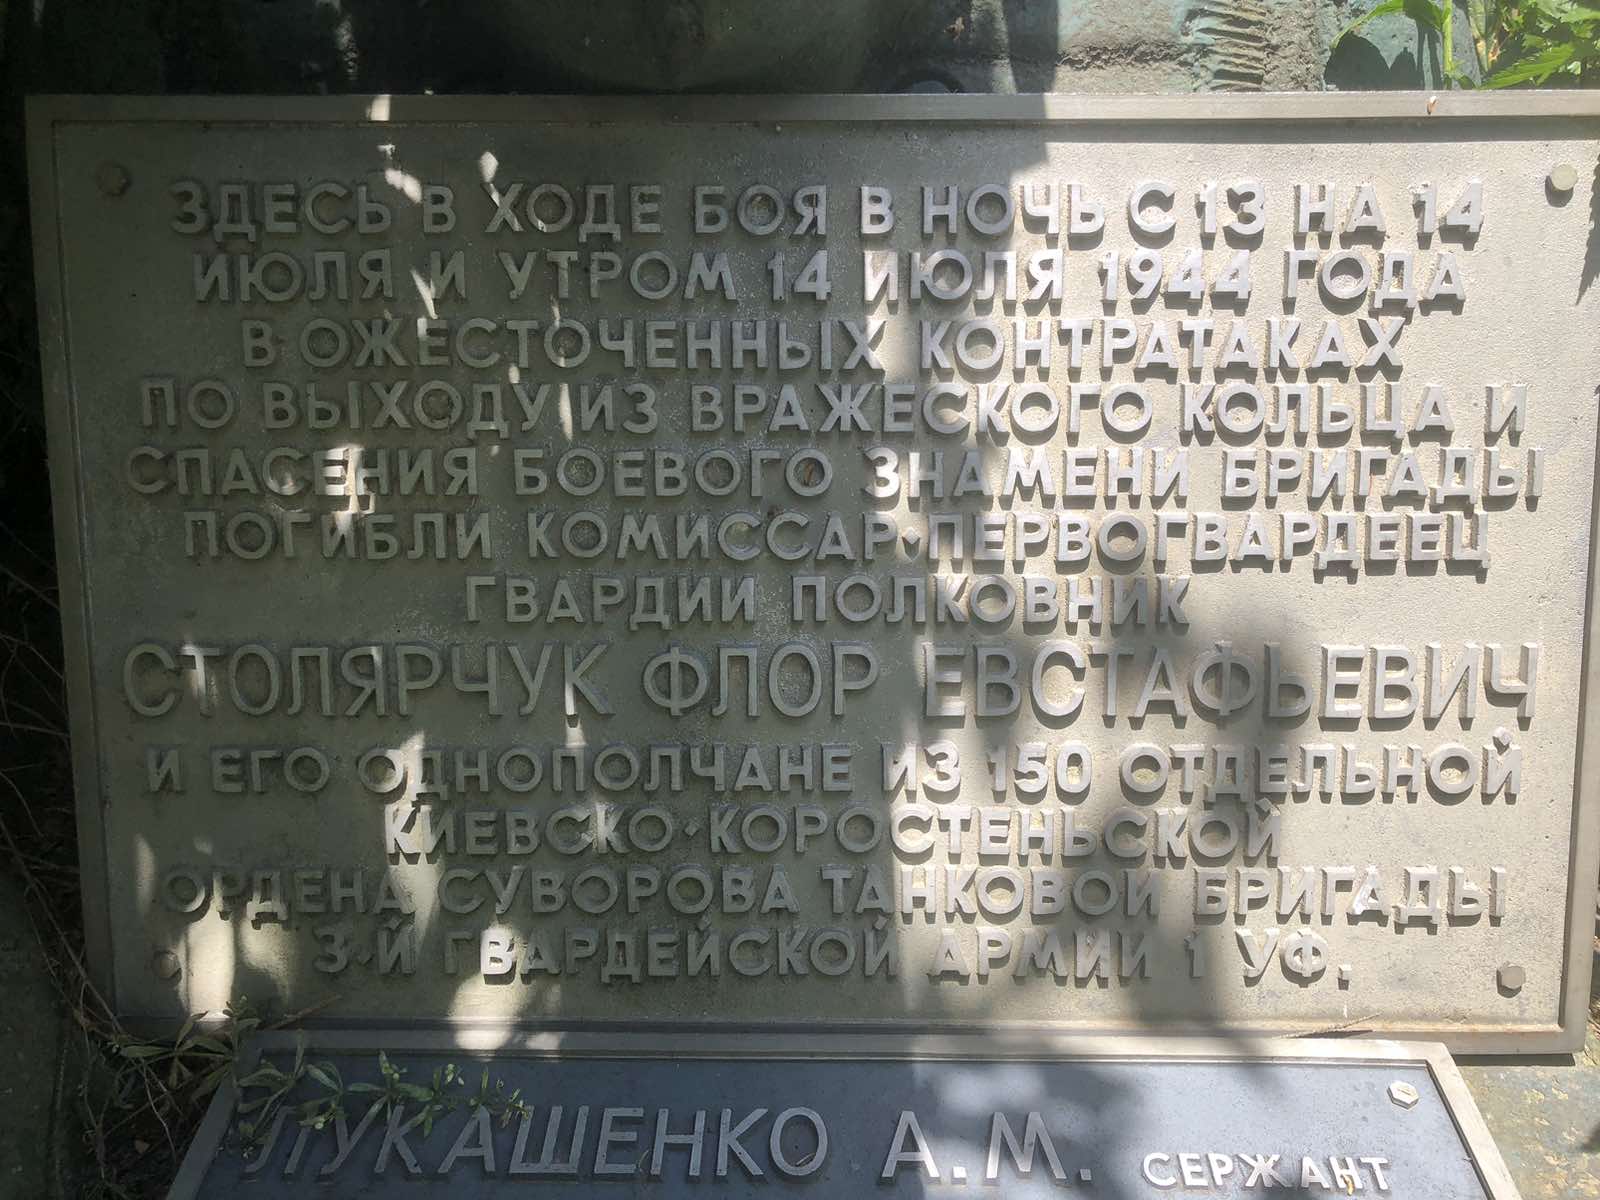 ЗДЕСЬ В ХОДЕ БОЯ В НОЧЬ С 13 НА 14
ИЮЛЯ И УТРОМ 14 ИЮЛЯ 1944 ГОДА
В ОЖЕСТОЧЕННЫХ КОНТРАТАКАХ
ПО ВЫХОДУ ИЗ ВРАЖЕСКОГО КОЛЬЦА И
СПАСЕНИЯ БОЕВОГО ЗНАМЕНИ БРИГАДЫ
ПОГИБЛИ КОМИССАР-ПЕРВОГВАРДЕЕЦ
ГВАРДИИ ПОЛКОВНИК
СТОЛЯРЧУК ФЛОР ЕВСТАФЬЕВИЧ
И ЕГО ОДНОПОЛЧАНЕ ИЗ 150 ОТДЕЛЬНОЙ
КИЕВСКО-КОРОСТЕНЬСКОЙ
ОРДЕНА СУВОРОВА ТАНКОВОЙ БРИГАДЫ
3-Й ГВАРДЕЙСКОЙ АРМИИ 1 УФ.
ЛУКАШЕНКО А.М. СЕРЖАНТ